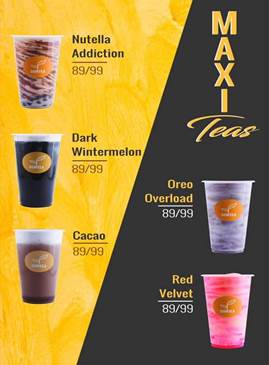 MAXI
Teas
Nutella
Addiction
89/99
Dark
Wintermelon
89/99
Cacao
89/99
Oreo
Overload
89/99
Red
Velvet
89/99